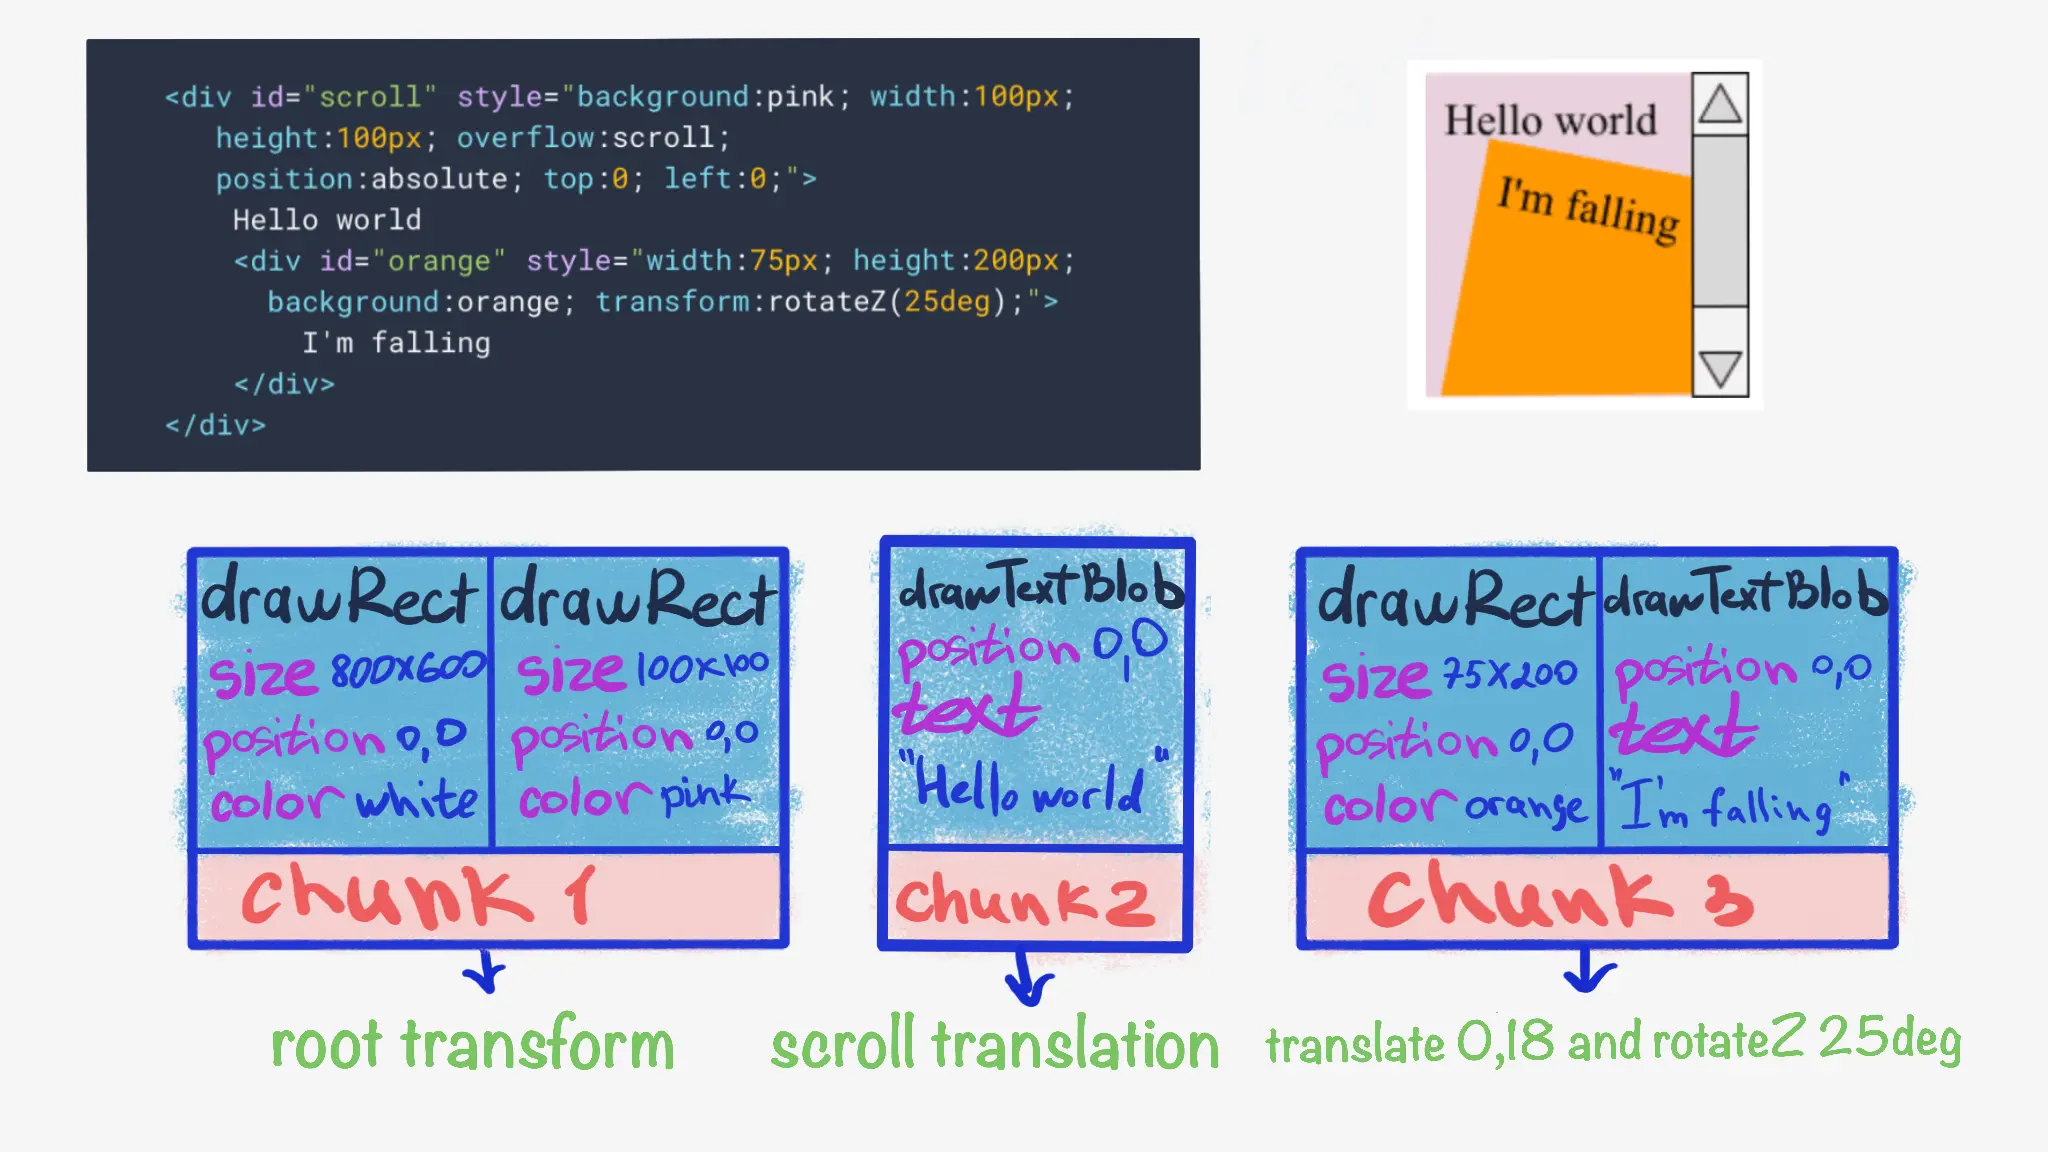 <div id="scroll" style="background:pink; width:100px;
height:100px; overflow:scroll;
position:absolute; top:0; left:0;">
Hello world
<div id="orange" style="width:75px; height:200px;
background:orange; transform:rotateZ(25deg);">
I'm falling
</div>
</div>
Hello world
I'm falling
drawRect
size 800x600
position 0,0
color white
drawRect
size 100x100
position 0,0
color pink
chunk 1
root transform
drawTextBlob
position 0,0
text
"Hello world"
chunk 2
scroll translation
drawRect
size 75x200
position 0,0
color orange
drawTextBlob
position 0,0
text
"I'm falling"
chunk 3
translate 0,18 and rotateZ 25deg